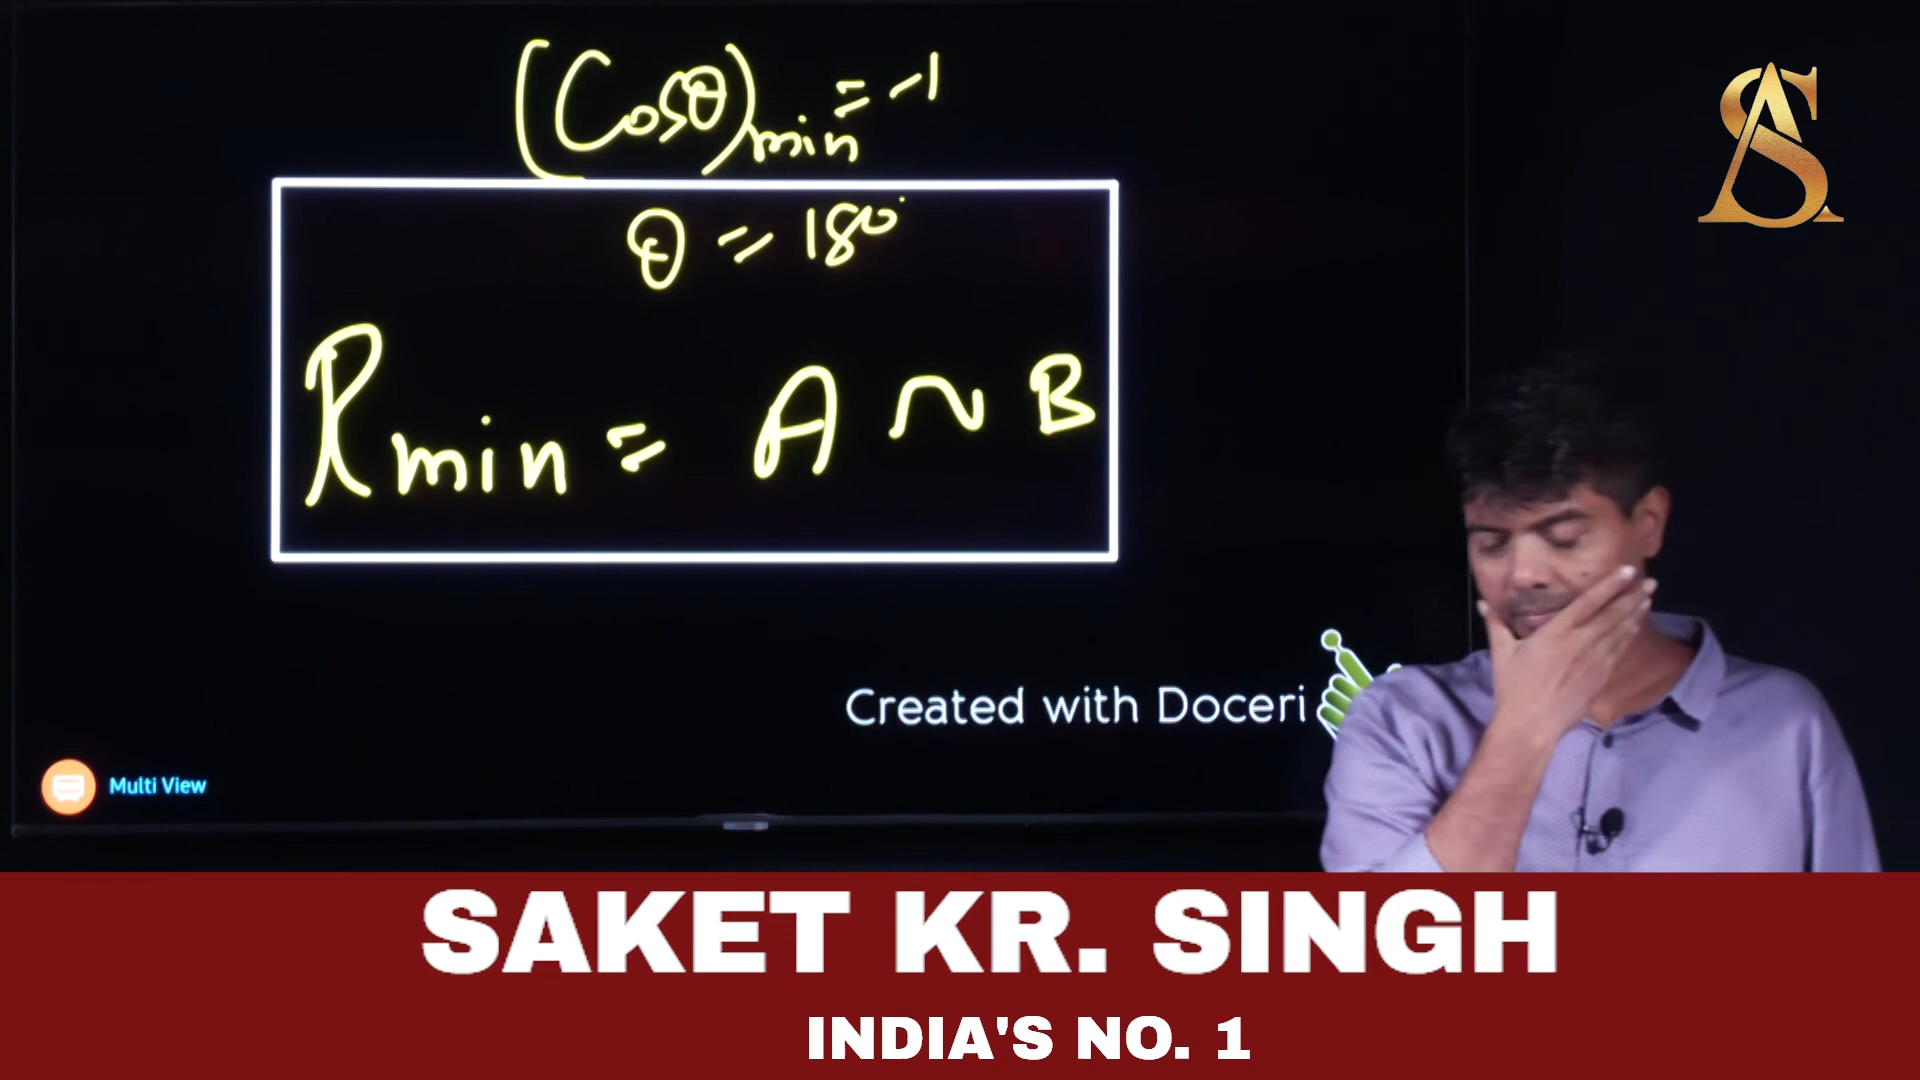 (Cosθ)min = -1
θ = 180°
Rmin = A ~ B
Created with Doceri
Multi View
SAKET KR. SINGH
INDIA'S NO. 1